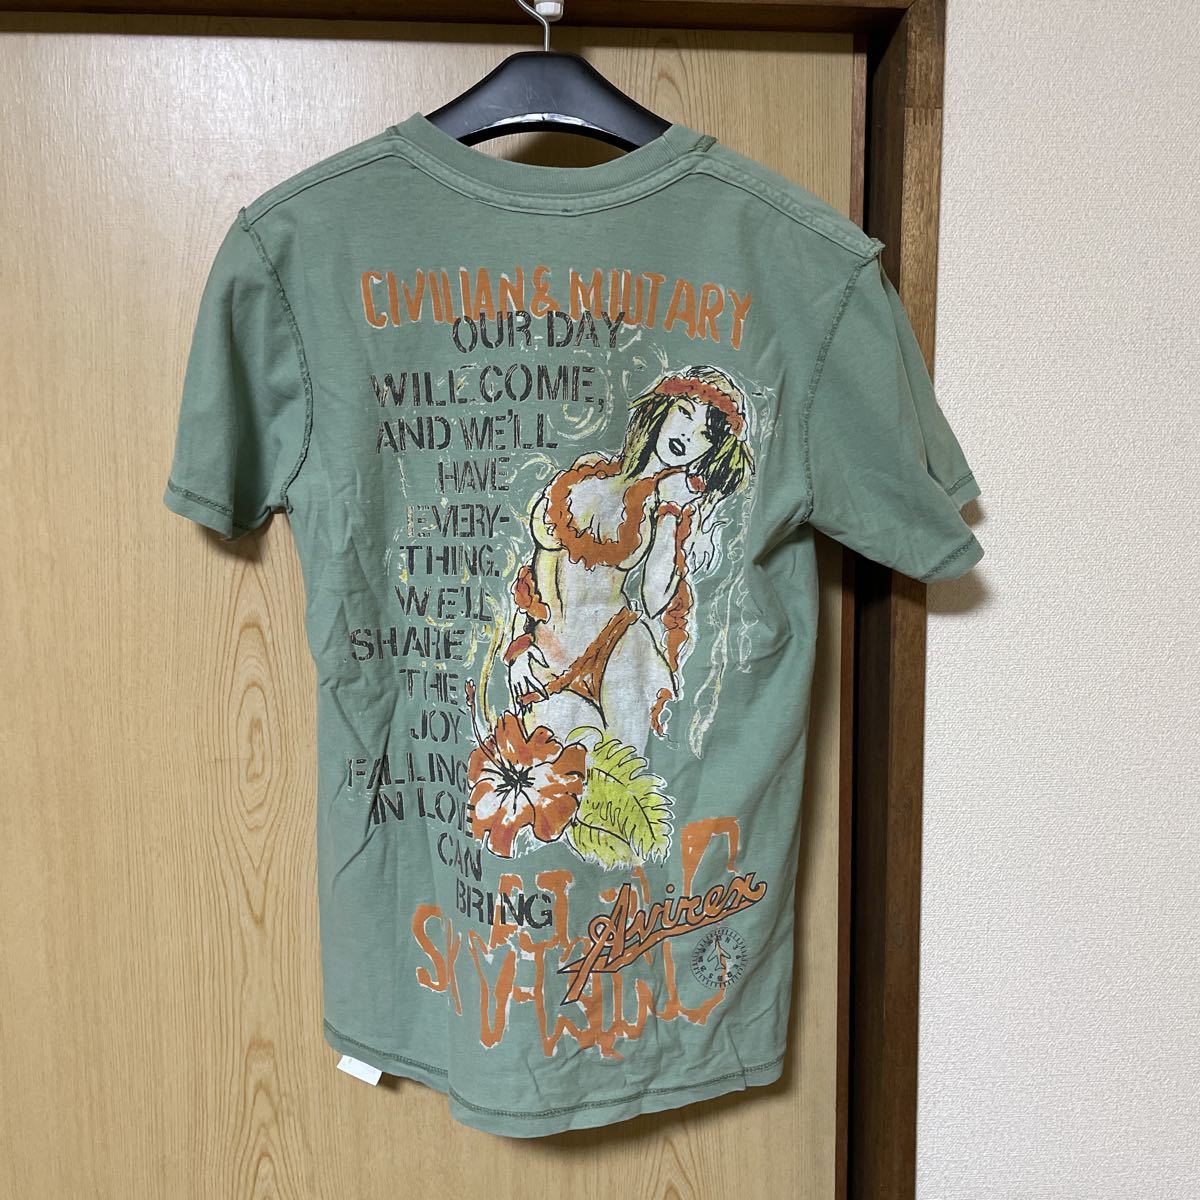 CIVILIAN & MILITARY
OUR DAY
WILL COME,
AND WE'LL
HAVE
EVERY-
THING.
WE'LL
SHARE
THE
JOY
FALLING
IN LOVE
CAN
BRING
Avirex